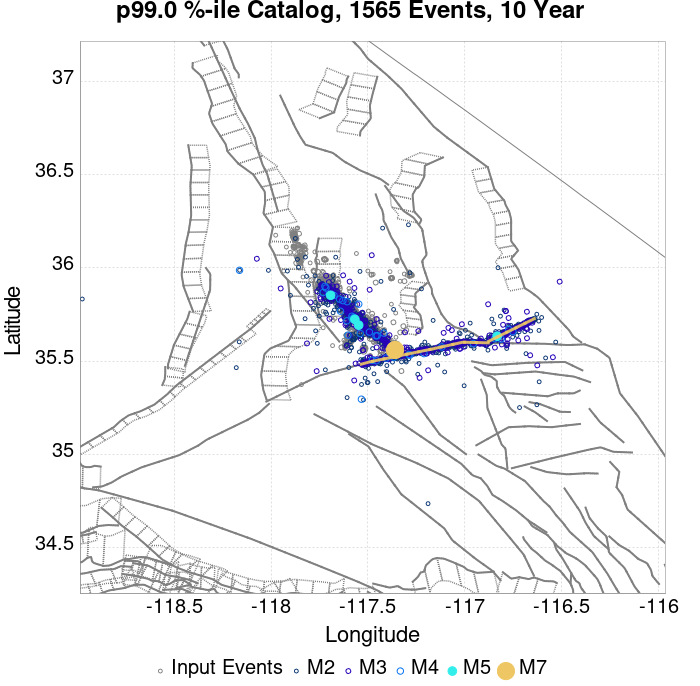 p99.0 %-ile Catalog, 1565 Events, 10 Year
37
36.5
36
35.5
35
34.5
Latitude
-118.5
-118
-117.5
-117
-116.5
-116
Longitude
Input Events
M2
M3
M4
M5
M7